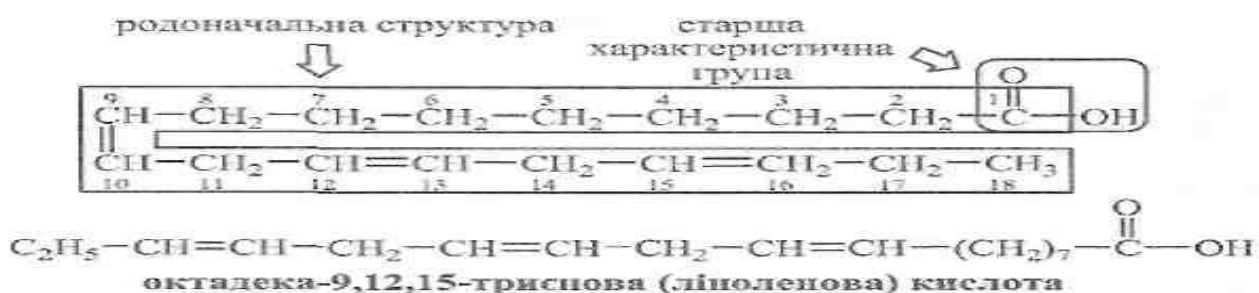 родоначальна структура
старша
характеристична
група
O
9 8 7 6 5 4 3 2 1
CH—CH₂—CH₂—CH₂—CH₂—CH₂—CH₂—CH₂—C—OH
CH—CH₂—CH=CH—CH₂—CH=CH₂—CH₂—CH₃
10 11 12 13 14 15 16 17 18
O
C₂H₅—CH=CH—CH₂—CH=CH—CH₂—CH=CH—(CH₂)₇—C—OH
октадека-9,12,15-триєнова (ліноленова) кислота